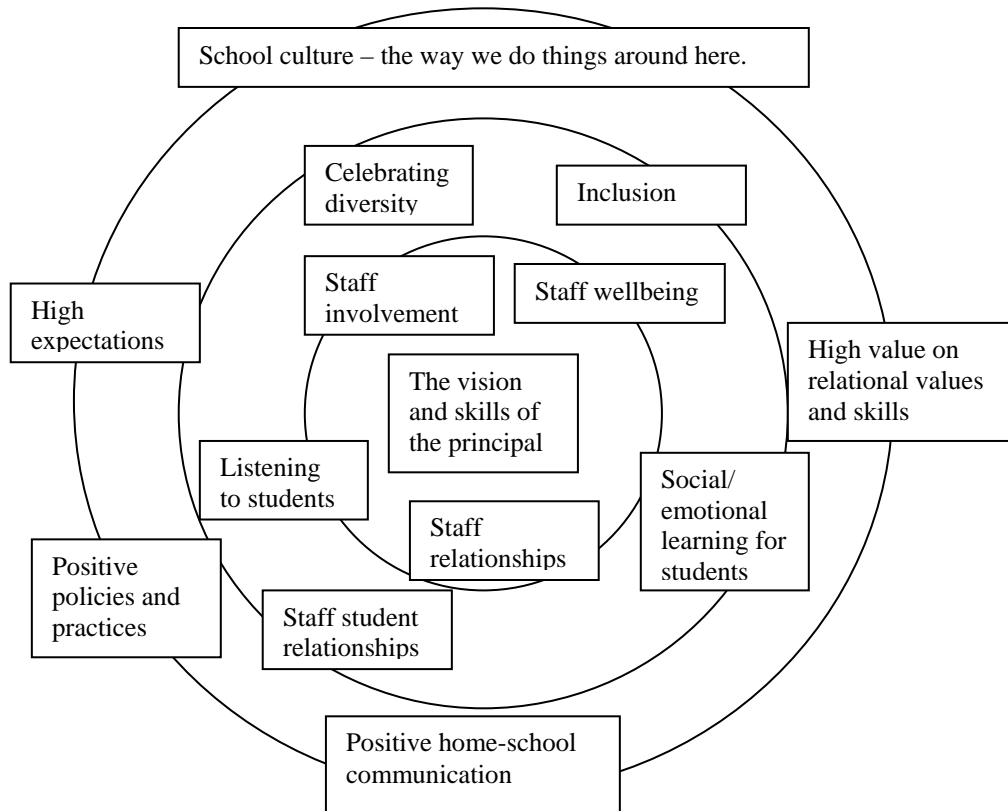 School culture – the way we do things around here.
Celebrating
diversity
Inclusion
Staff
involvement
Staff wellbeing
High
expectations
High value on
relational values
and skills
The vision
and skills of
the principal
Listening
to students
Social/
emotional
learning for
students
Staff
relationships
Positive
policies and
practices
Staff student
relationships
Positive home-school
communication